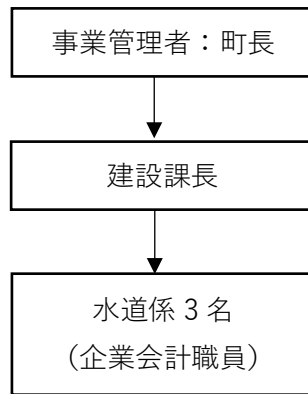 事業管理者：町長
建設課長
水道係 3 名
（企業会計職員）